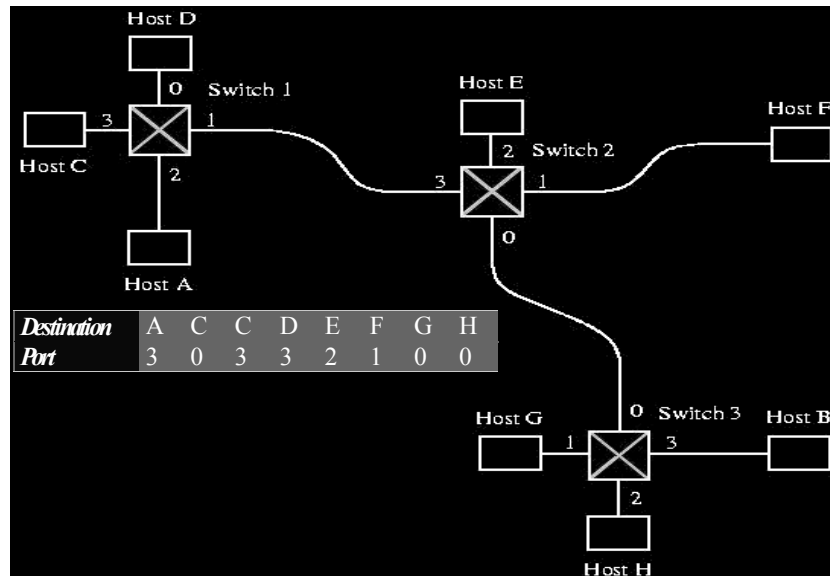 Host D
0 Switch 1
Host E
3 1
Host F
Host C
2 Switch 2
2
3 1
0
Host A
Destination A C C D E F G H
Port 3 0 3 3 2 1 0 0
Host G 0 Switch 3 Host B
1 3
2
Host H